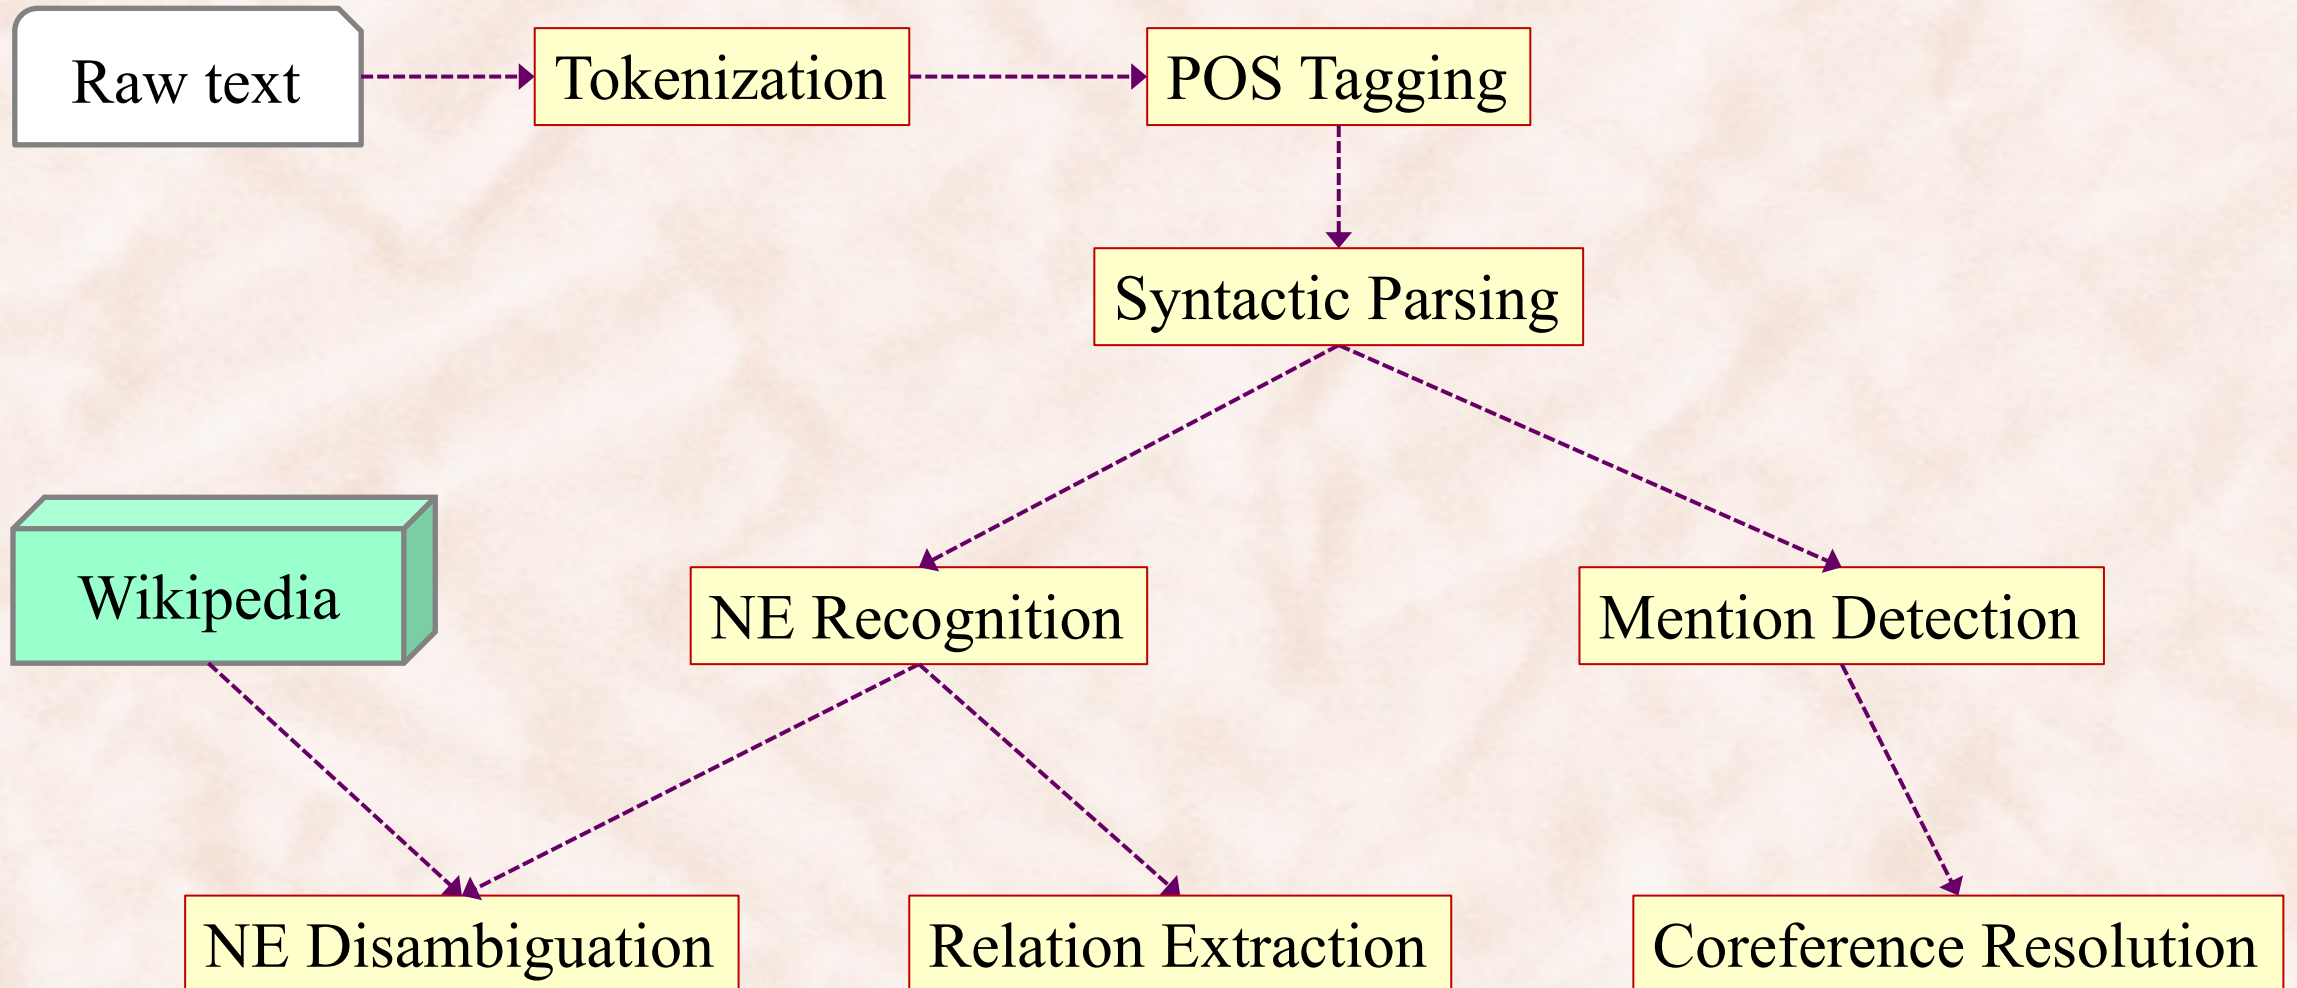 Raw text
Tokenization
POS Tagging
Syntactic Parsing
Wikipedia
NE Recognition
Mention Detection
NE Disambiguation
Relation Extraction
Coreference Resolution